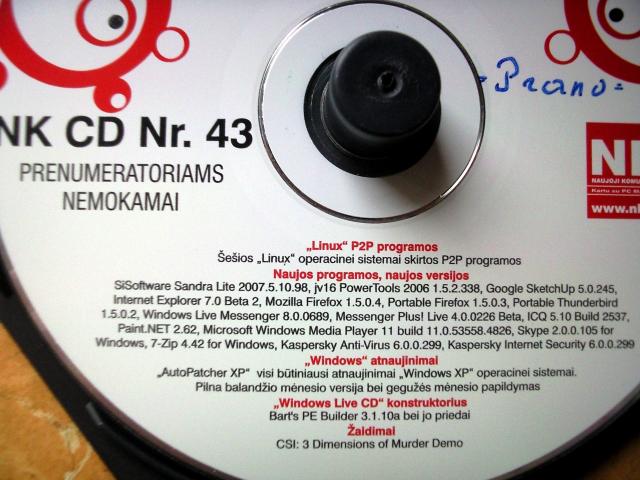 -Prano-
NK CD Nr. 43
PRENUMERATORIAMS
NEMOKAMAI
NAUJOJI KOMU
Kartu su PC
www.n
„Linux“ P2P programos
Šešios „Linux“ operacinei sistemai skirtos P2P programos
Naujos programos, naujos versijos
SiSoftware Sandra Lite 2007.5.10.98, jv16 PowerTools 2006 1.5.2.338, Google SketchUp 5.0.245,
Internet Explorer 7.0 Beta 2, Mozilla Firefox 1.5.0.4, Portable Firefox 1.5.0.3, Portable Thunderbird
1.5.0.2, Windows Live Messenger 8.0.0689, Messenger Plus! Live 4.0.0226 Beta, ICQ 5.10 Build 2537,
Paint.NET 2.62, Microsoft Windows Media Player 11 build 11.0.53558.4826, Skype 2.0.0.105 for
Windows, 7-Zip 4.42 for Windows, Kaspersky Anti-Virus 6.0.0.299, Kaspersky Internet Security 6.0.0.299
„Windows“ atnaujinimai
„AutoPatcher XP“ visi būtiniausi atnaujinimai „Windows XP“ operacinei sistemai.
Pilna balandžio mėnesio versija bei gegužės mėnesio papildymas
„Windows Live CD“ konstruktorius
Bart's PE Builder 3.1.10a bei jo priedai
Žaidimai
CSI: 3 Dimensions of Murder Demo